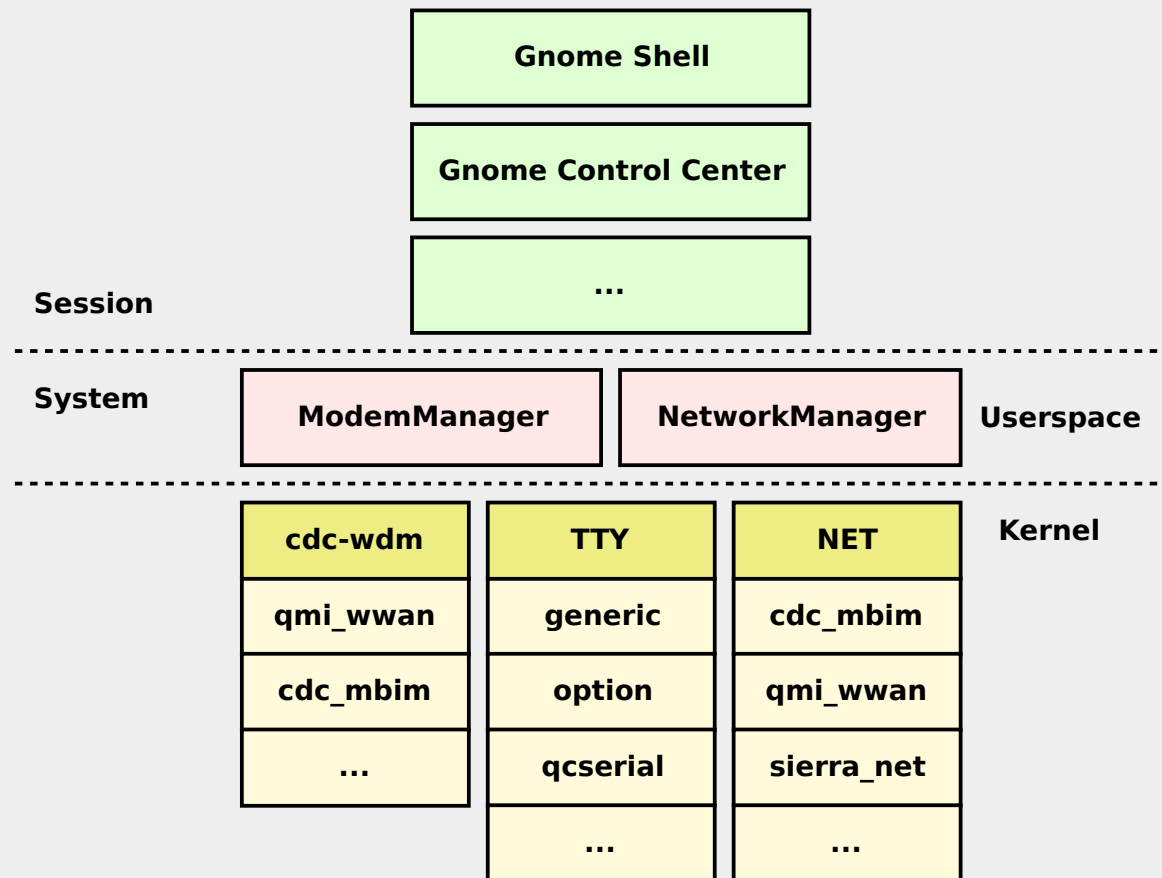 Gnome Shell
Gnome Control Center
...
Session
System
ModemManager
NetworkManager
Userspace
cdc-wdm
TTY
NET
Kernel
qmi_wwan
generic
cdc_mbim
cdc_mbim
option
qmi_wwan
...
qcserial
sierra_net
...
...